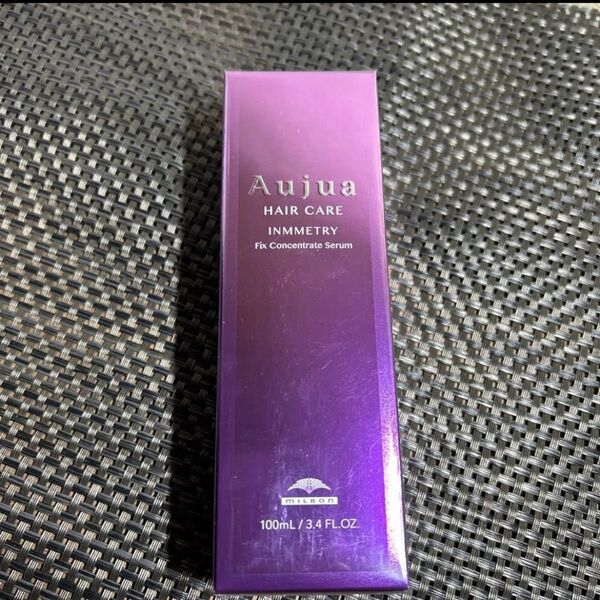 Aujua
HAIR CARE
INMMETRY
Fix Concentrate Serum
MILBON
100mL / 3.4 FL.OZ.